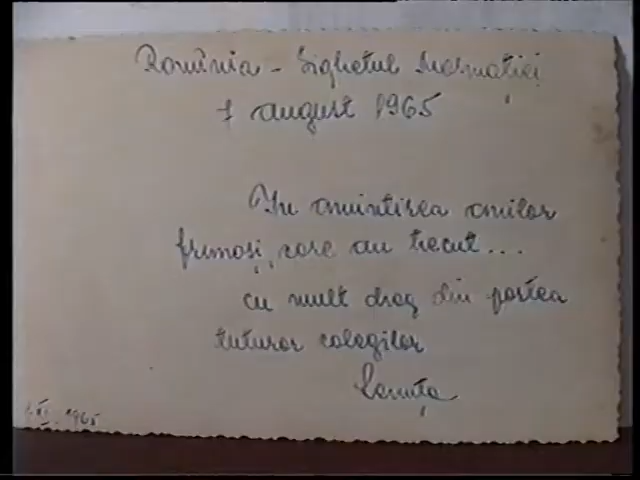 România - Sighetul Marmației
1 august 1965
In amintirea anilor
frumoși, care au trecut...
cu mult drag din partea
tuturor colegilor
1965